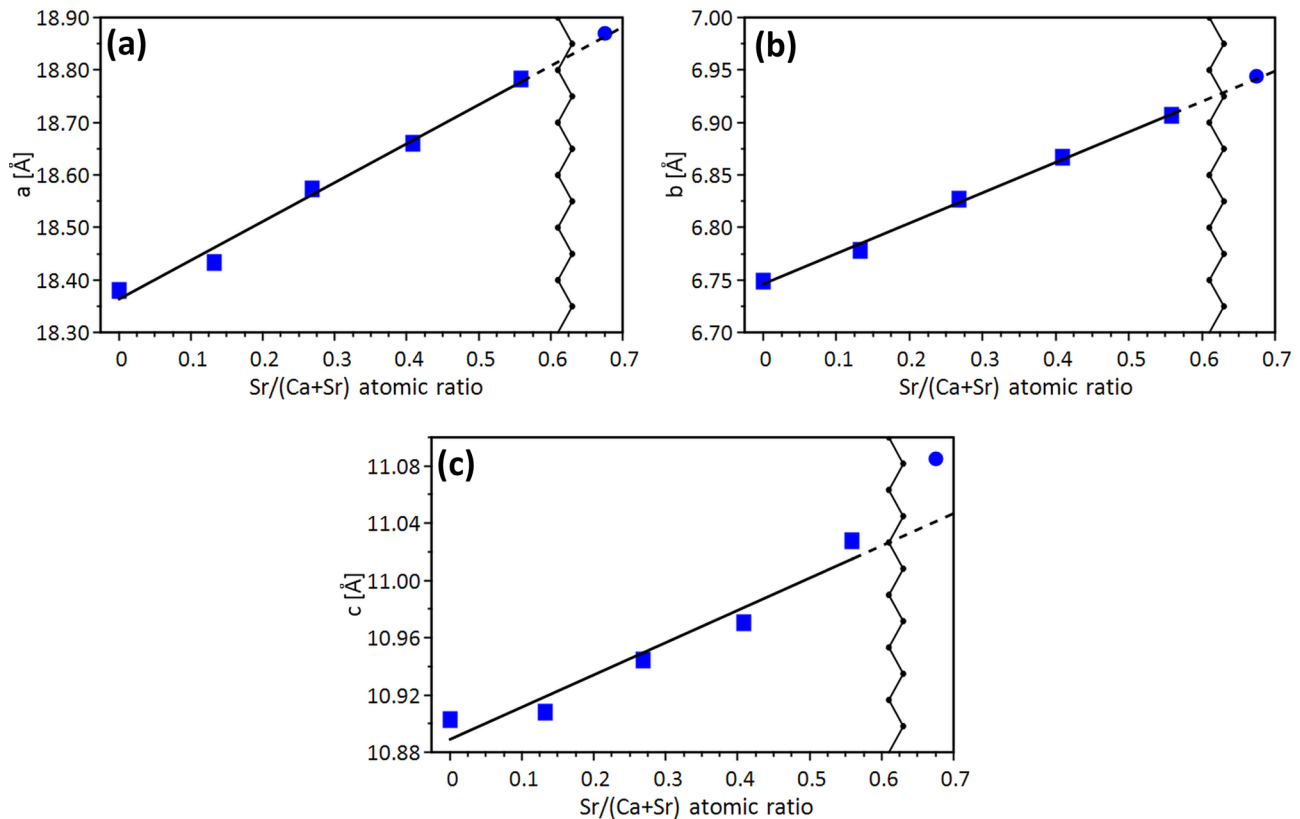 (a)
a [Å]
18.90
18.80
18.70
18.60
18.50
18.40
18.30
0 0.1 0.2 0.3 0.4 0.5 0.6 0.7
Sr/(Ca+Sr) atomic ratio
(b)
b [Å]
7.00
6.95
6.90
6.85
6.80
6.75
6.70
0 0.1 0.2 0.3 0.4 0.5 0.6 0.7
Sr/(Ca+Sr) atomic ratio
(c)
c [Å]
11.08
11.04
11.00
10.96
10.92
10.88
0 0.1 0.2 0.3 0.4 0.5 0.6 0.7
Sr/(Ca+Sr) atomic ratio